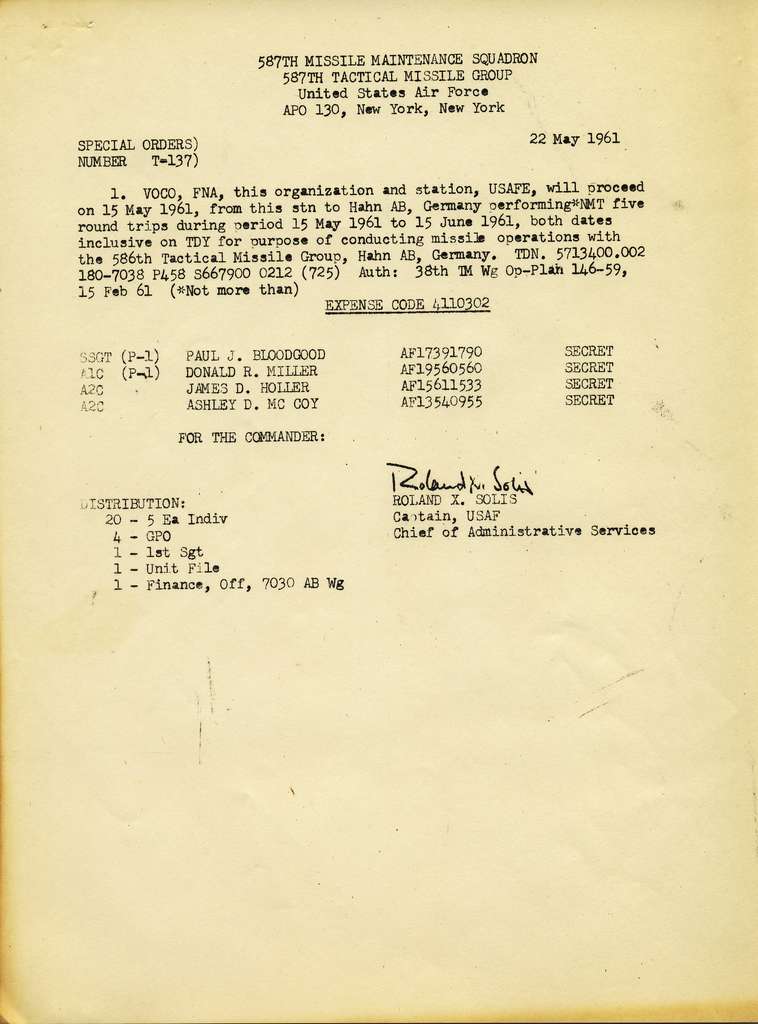 587TH MISSILE MAINTENANCE SQUADRON
587TH TACTICAL MISSILE GROUP
United States Air Force
APO 130, New York, New York
22 May 1961
SPECIAL ORDERS)
NUMBER T-137)
1. VOCO, FNA, this organization and station, USAFE, will proceed
on 15 May 1961, from this stn to Hahn AB, Germany performing*NMT five
round trips during period 15 May 1961 to 15 June 1961, both dates
inclusive on TDY for purpose of conducting missile operations with
the 586th Tactical Missile Group, Hahn AB, Germany. TDN. 5713400.002
180-7038 P458 S667900 0212 (725) Auth: 38th TM Wg Op-Plan 146-59,
15 Feb 61 (*Not more than)
EXPENSE CODE 4110302
SSGT (P-1) PAUL J. BLOODGOOD AF17391790 SECRET
A1C (P-1) DONALD R. MILLER AF19560560 SECRET
A2C JAMES D. HOLLER AF15611533 SECRET
A2C ASHLEY D. MC COY AF13540955 SECRET
FOR THE COMMANDER:
Roland X. Solis
ROLAND X. SOLIS
Captain, USAF
Chief of Administrative Services
DISTRIBUTION:
20 - 5 Ea Indiv
4 - GPO
1 - 1st Sgt
1 - Unit File
1 - Finance, Off, 7030 AB Wg